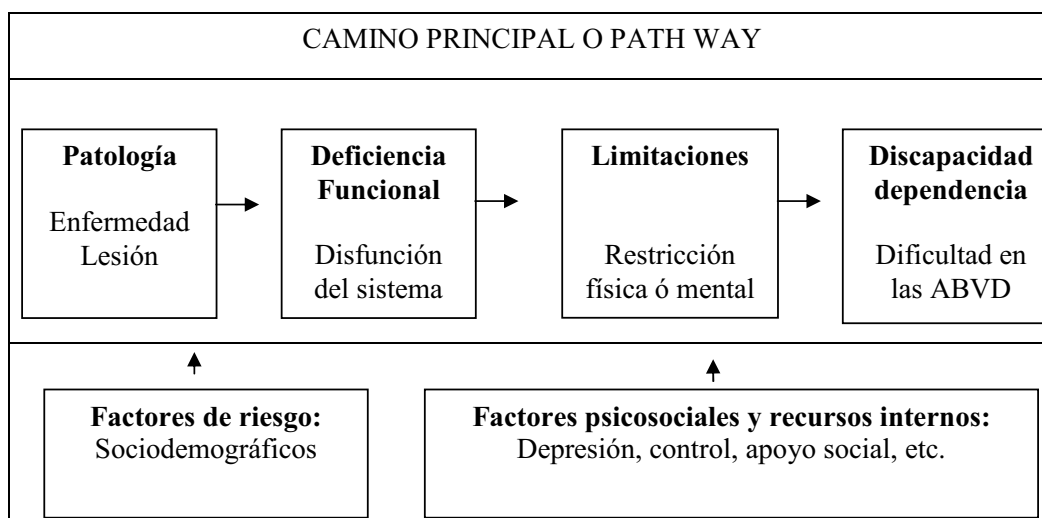 CAMINO PRINCIPAL O PATH WAY
Patología
Enfermedad
Lesión
Deficiencia
Funcional
Disfunción
del sistema
Limitaciones
Restricción
física ó mental
Discapacidad
dependencia
Dificultad en
las ABVD
Factores de riesgo:
Sociodemográficos
Factores psicosociales y recursos internos:
Depresión, control, apoyo social, etc.